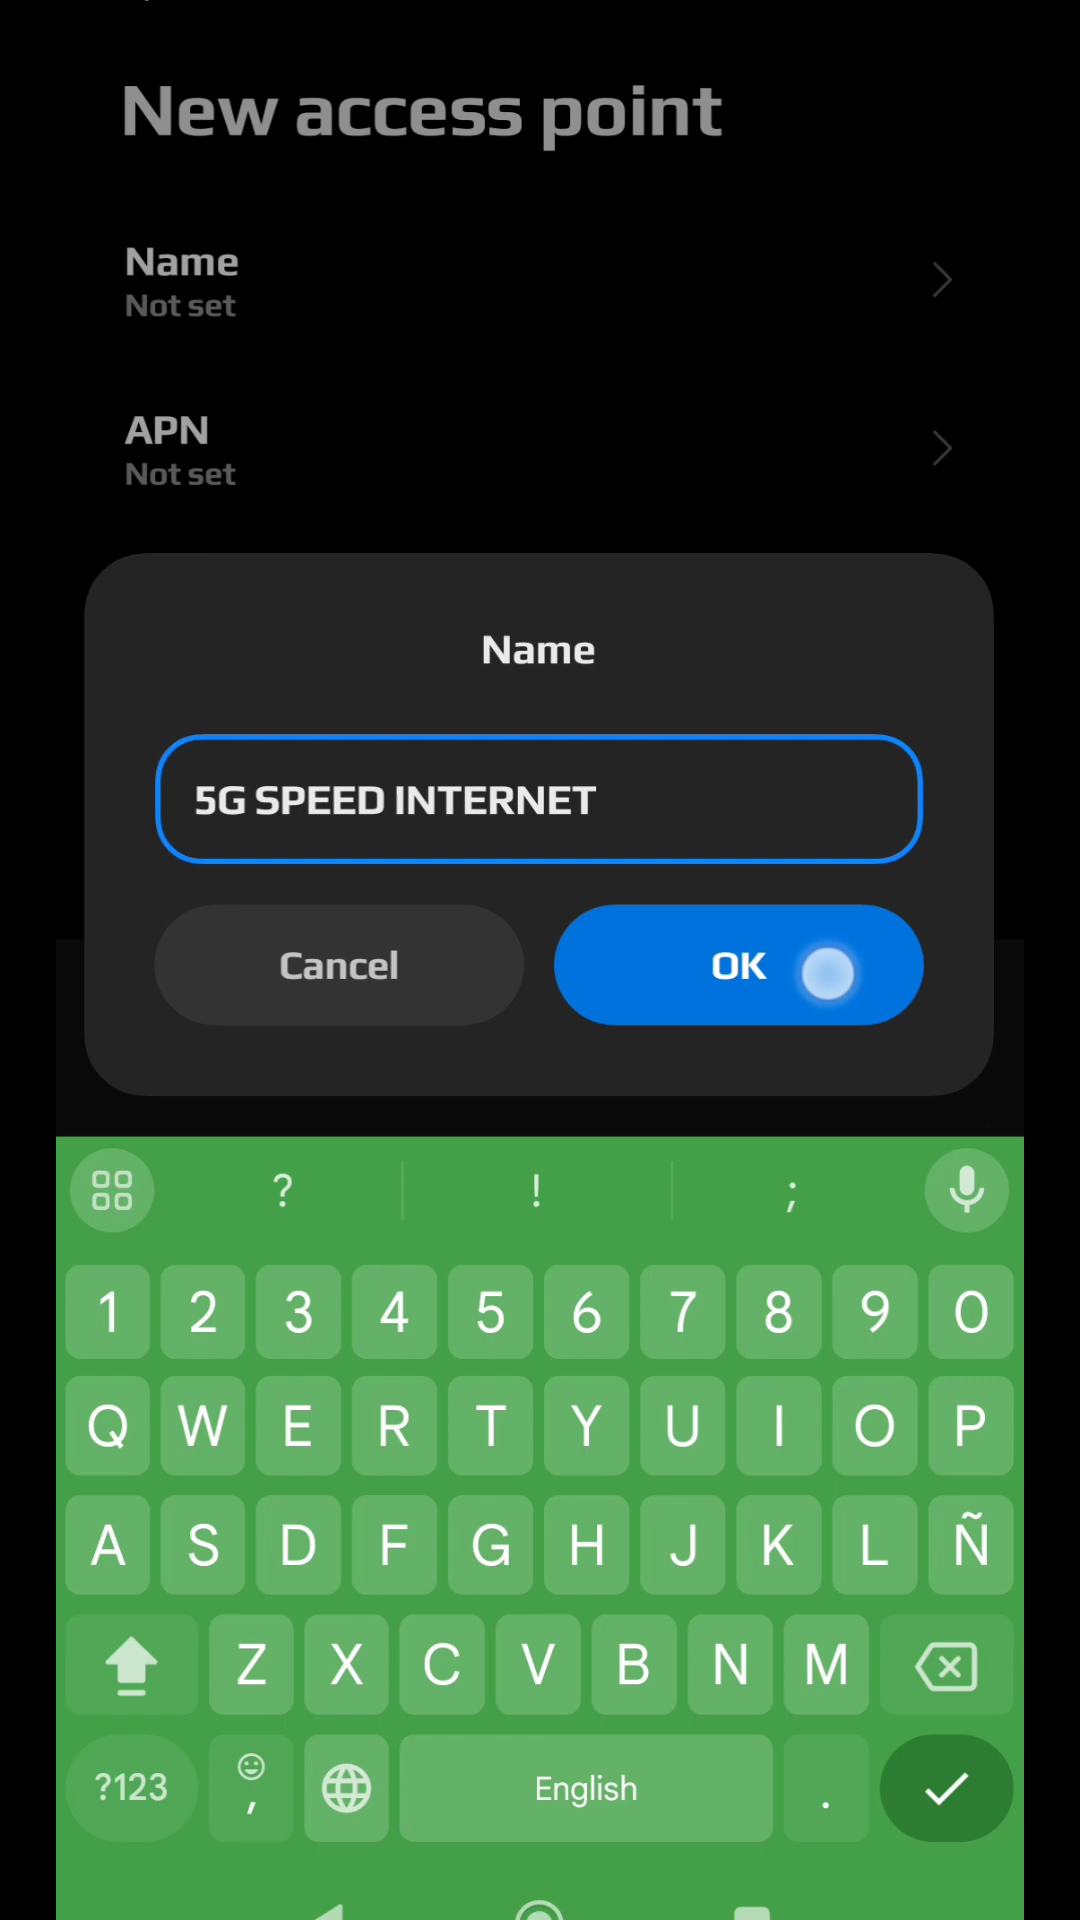 New access point
Name
Not set
APN
Not set
Name
5G SPEED INTERNET
Cancel
OK
? ! ;
1 2 3 4 5 6 7 8 9 0
Q W E R T Y U I O P
A S D F G H J K L Ñ
Z X C V B N M
?123 , English .